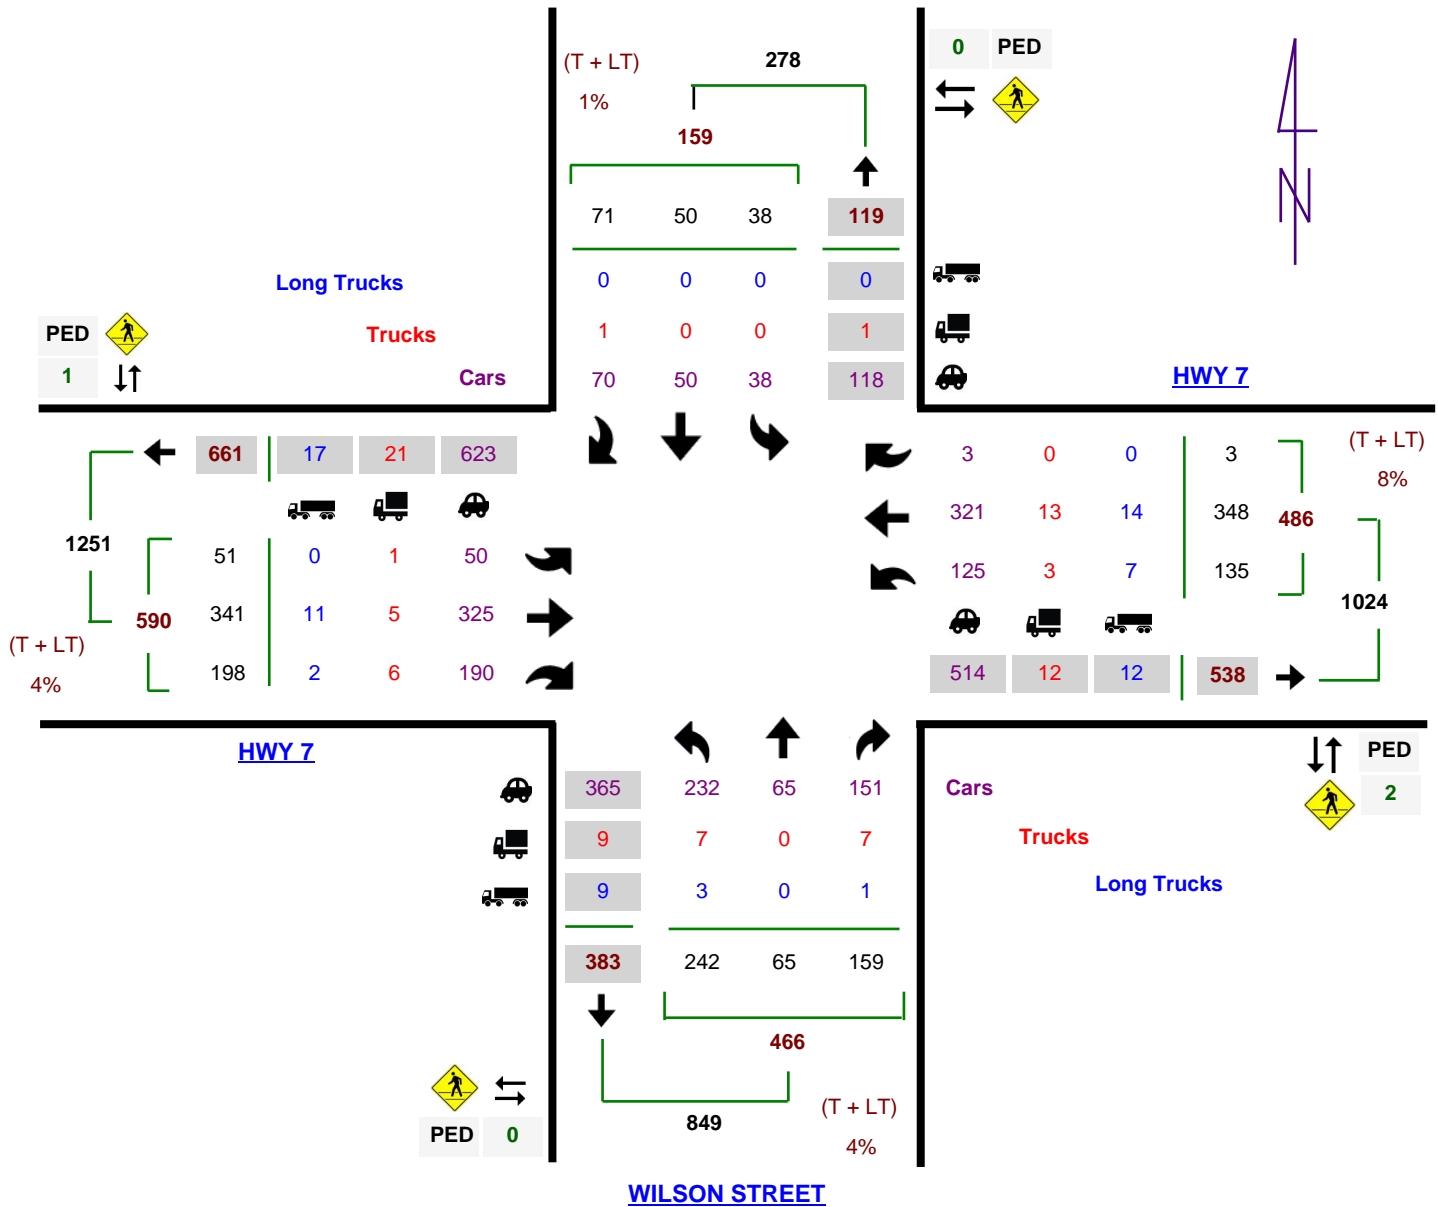 (T + LT) 278
0 PED
1%
159
71 50 38 119
Long Trucks 0 0 0 0
PED Trucks 1 0 0 1
1 Cars 70 50 38 118 HWY 7
661 17 21 623 3 0 0 3 (T + LT)
8%
321 13 14 348 486
1251 51 0 1 50
125 3 7 135
590 341 11 5 325 1024
(T + LT)
4% 198 2 6 190 514 12 12 538
HWY 7 PED
365 232 65 151 Cars 2
9 7 0 7 Trucks
9 3 0 1 Long Trucks
383 242 65 159
466
849 (T + LT)
PED 0 4%
WILSON STREET
N